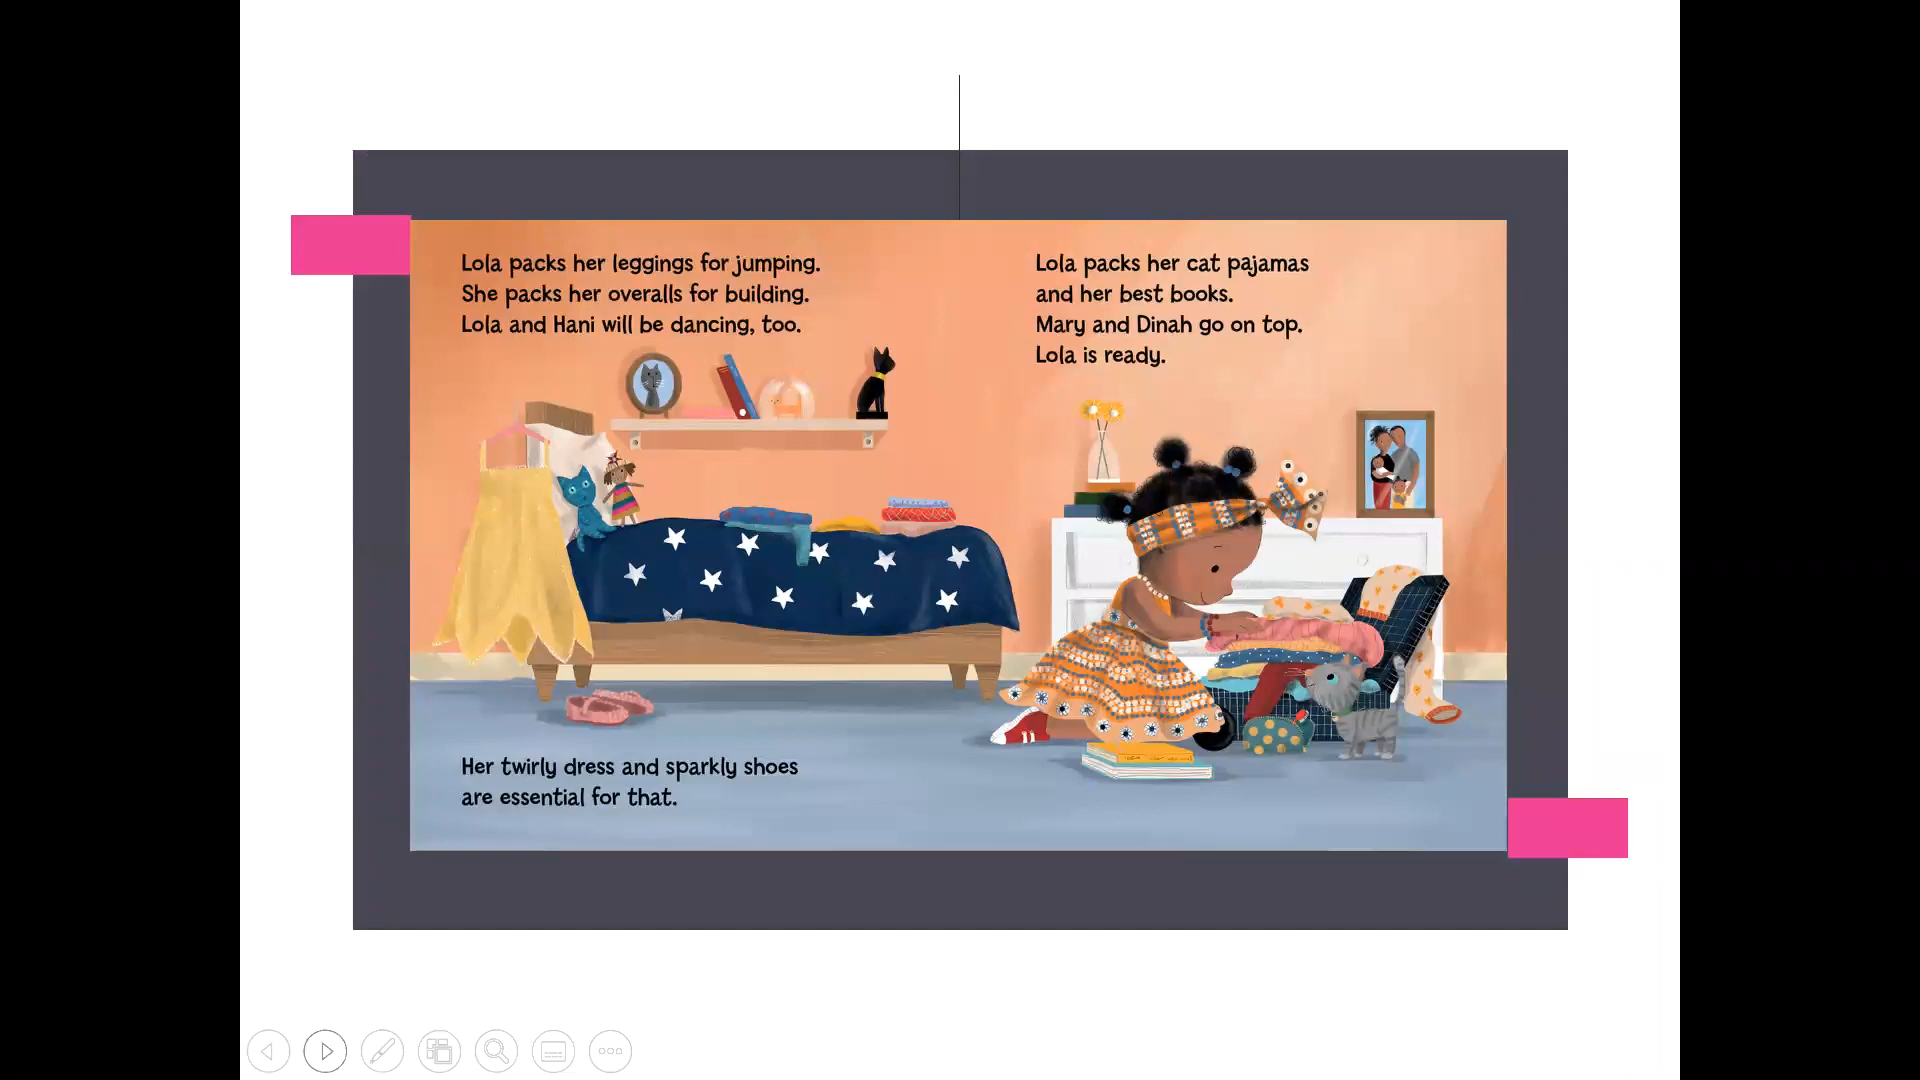 Lola packs her leggings for jumping.
She packs her overalls for building.
Lola and Hani will be dancing, too.
Her twirly dress and sparkly shoes
are essential for that.
Lola packs her cat pajamas
and her best books.
Mary and Dinah go on top.
Lola is ready.